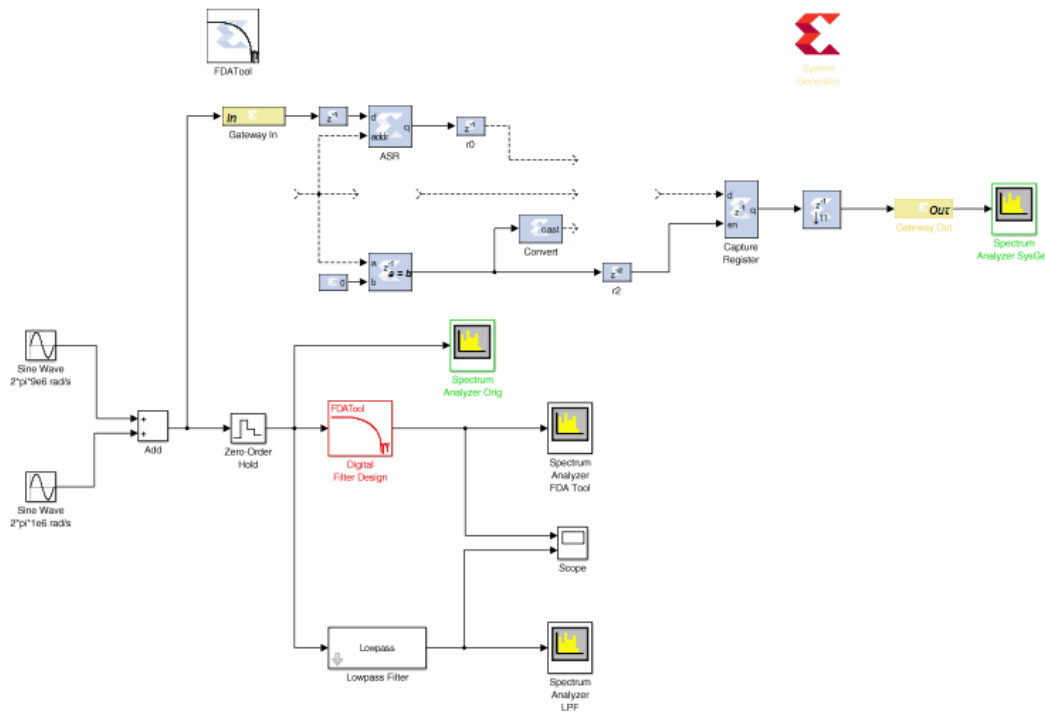 FDATool
System
Generator
In
Gateway In
z-1
d
addr
q
ASR
z-1
r0
a
b
z-1
a = b
0
cast
Convert
z-2
r2
d
en
z-1
q
Capture
Register
z-1
↓11
Out
Gateway Out
Spectrum
Analyzer SysGe
Sine Wave
2*pi*9e6 rad/s
Sine Wave
2*pi*1e6 rad/s
+
+
Add
Zero-Order
Hold
Spectrum
Analyzer Orig
FDATool
Digital
Filter Design
Spectrum
Analyzer
FDA Tool
Scope
Lowpass
Lowpass Filter
Spectrum
Analyzer
LPF